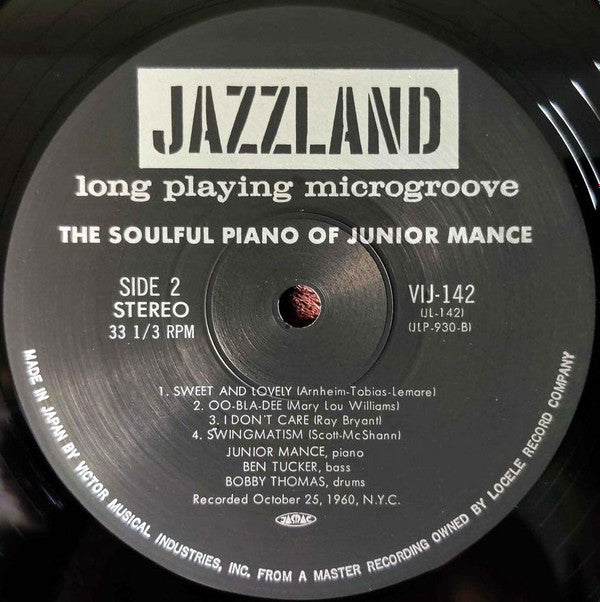 JAZZLAND
long playing microgroove
THE SOULFUL PIANO OF JUNIOR MANCE
SIDE 2
STEREO
33 1/3 RPM
VIJ-142
(JL-142)
(JLP-930-B)
1. SWEET AND LOVELY (Arnheim-Tobias-Lemare)
2. OO-BLA-DEE (Mary Lou Williams)
3. I DON'T CARE (Ray Bryant)
4. SWINGMATISM (Scott-McShann)
JUNIOR MANCE, piano
BEN TUCKER, bass
BOBBY THOMAS, drums
Recorded October 25, 1960, N.Y.C.
JASRAC
MADE IN JAPAN BY VICTOR MUSICAL INDUSTRIES, INC. FROM A MASTER RECORDING OWNED BY LOCELE RECORD COMPANY